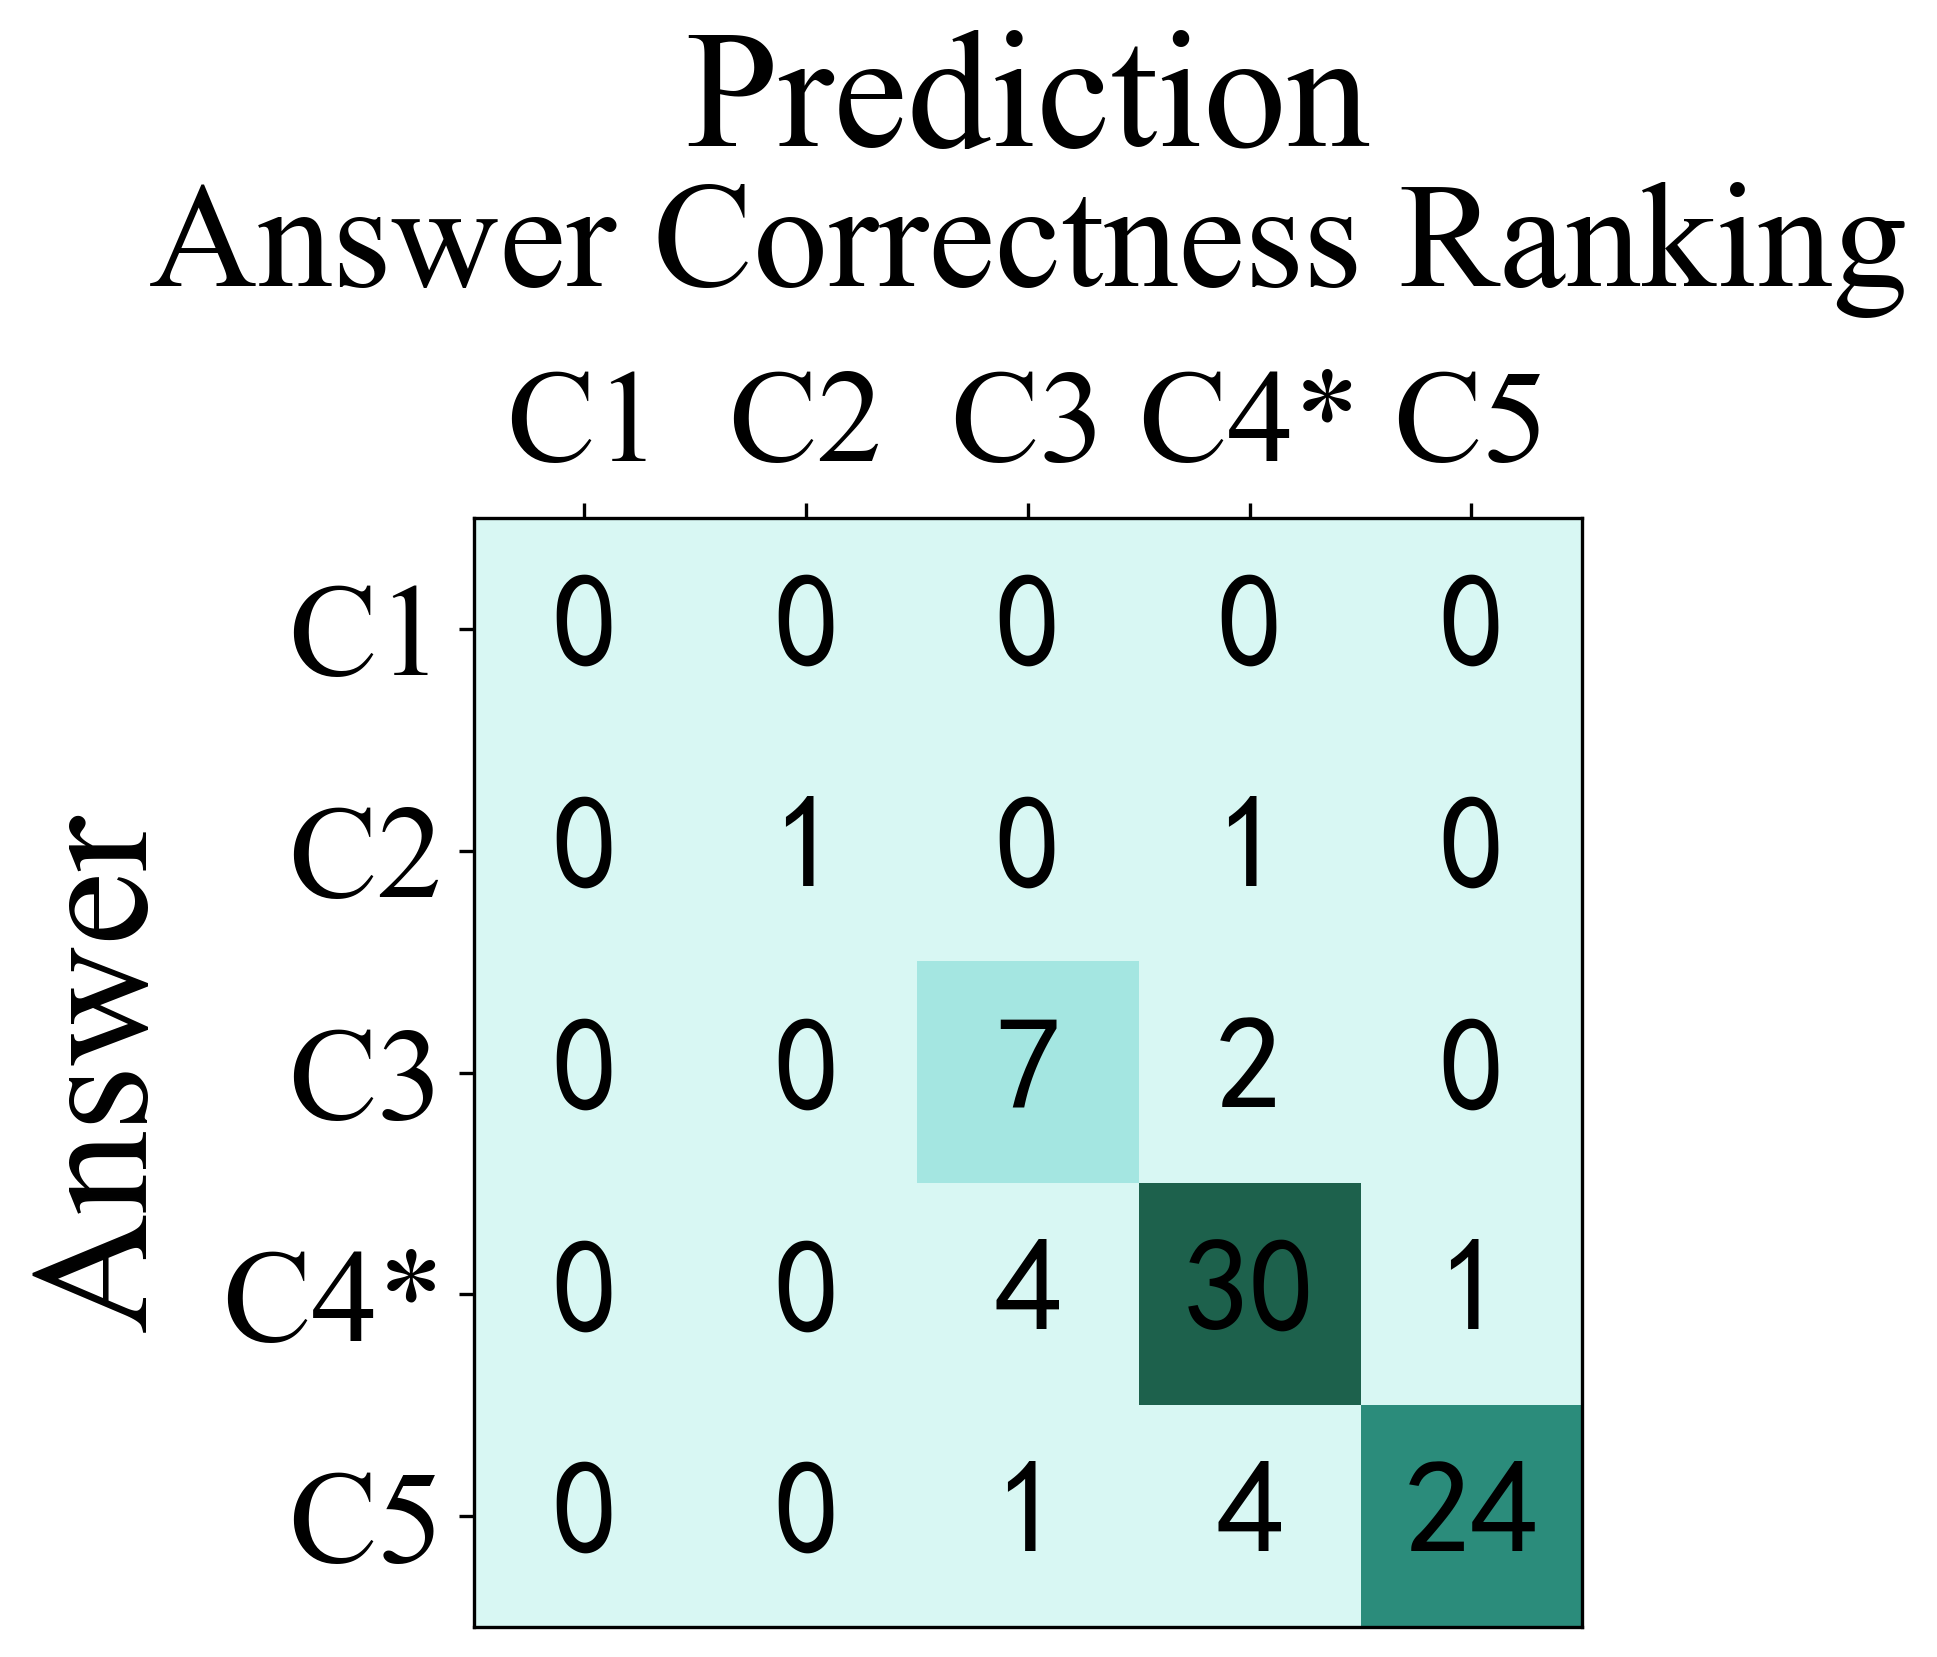 Prediction
Answer Correctness Ranking
C1 C2 C3 C4* C5
Answer
C1 0 0 0 0 0
C2 0 1 0 1 0
C3 0 0 7 2 0
C4* 0 0 4 30 1
C5 0 0 1 4 24